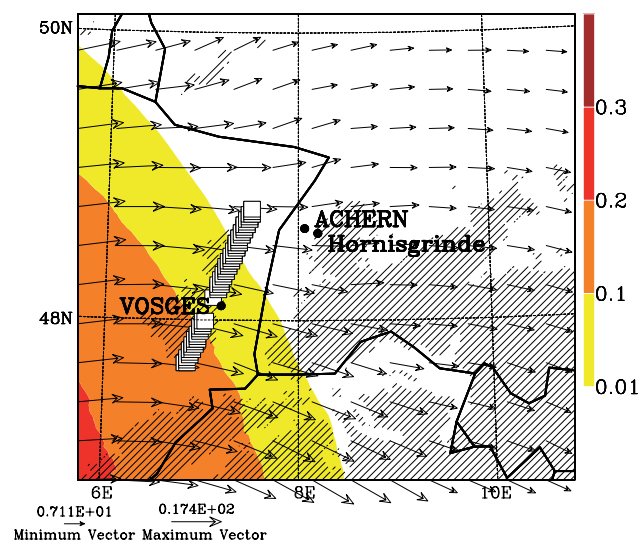 50N
0.3
0.2
ACHERN
Hornisgrinde
0.1
VOSGES
48N
0.01
6E 8E 10E
0.711E+01 0.174E+02
Minimum Vector Maximum Vector